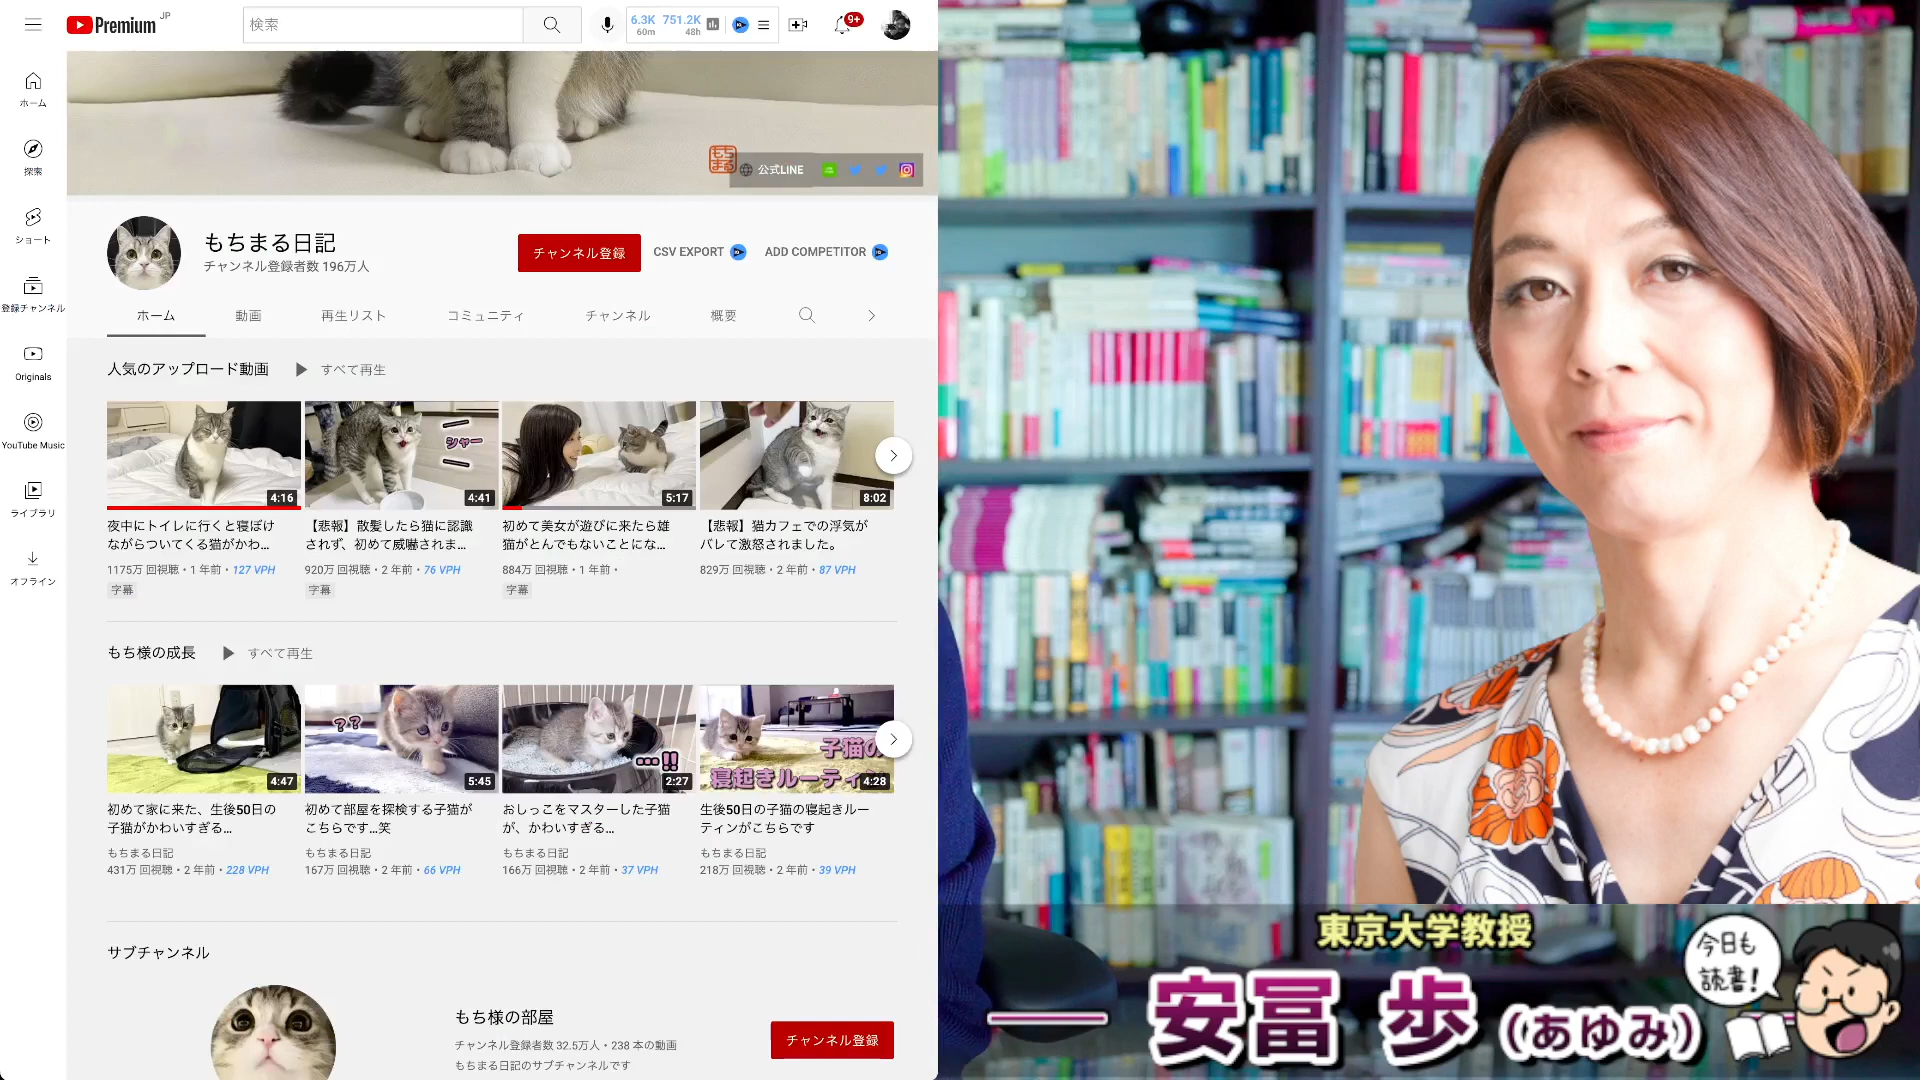 Premium JP
検索
6.3K 751.2K
60m 48h
9+
ホーム
探索
ショート
登録チャンネル
Originals
YouTube Music
ライブラリ
オフライン
もちまる
公式LINE
もちまる日記
チャンネル登録者数 196万人
チャンネル登録
CSV EXPORT
ADD COMPETITOR
ホーム 動画 再生リスト コミュニティ チャンネル 概要
人気のアップロード動画 すべて再生
シャー
4:16 4:41 5:17 8:02
夜中にトイレに行くと寝ぼけ
ながらついてくる猫がかわ...
1175万 回視聴・1 年前・127 VPH
字幕
【悲報】散髪したら猫に認識
されず、初めて威嚇されま...
920万 回視聴・2 年前・76 VPH
字幕
初めて美女が遊びに来たら雄
猫がとんでもないことにな...
884万 回視聴・1 年前・
字幕
【悲報】猫カフェでの浮気が
バレて激怒されました。
829万 回視聴・2 年前・87 VPH
もち様の成長 すべて再生
??
...!!
子猫の
寝起きルーティ
4:47 5:45 2:27 4:28
初めて家に来た、生後50日の
子猫がかわいすぎる...
もちまる日記
431万 回視聴・2 年前・228 VPH
初めて部屋を探検する子猫が
こちらです...笑
もちまる日記
167万 回視聴・2 年前・66 VPH
おしっこをマスターした子猫
が、かわいすぎる...
もちまる日記
166万 回視聴・2 年前・37 VPH
生後50日の子猫の寝起きルー
ティンがこちらです
もちまる日記
218万 回視聴・2 年前・39 VPH
サブチャンネル
もち様の部屋
チャンネル登録者数 32.5万人・238 本の動画
もちまる日記のサブチャンネルです
チャンネル登録
東京大学教授
安冨 歩 (あゆみ)
今日も
読書!